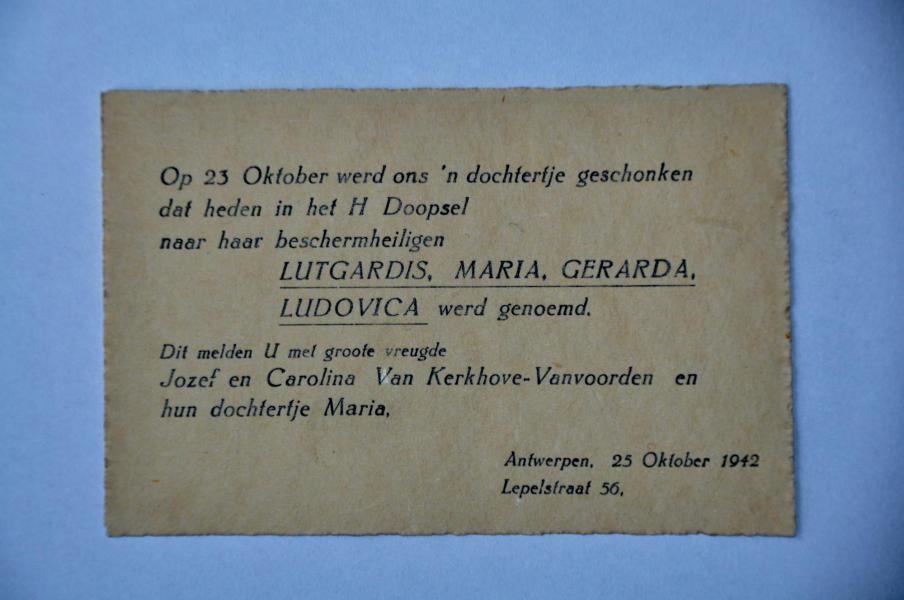 Op 23 Oktober werd ons 'n dochtertje geschonken
dat heden in het H Doopsel
naar haar beschermheiligen
LUTGARDIS, MARIA, GERARDA,
LUDOVICA werd genoemd.
Dit melden U met groote vreugde
Jozef en Carolina Van Kerkhove-Vanvoorden en
hun dochtertje Maria,
Antwerpen, 25 Oktober 1942
Lepelstraat 56,